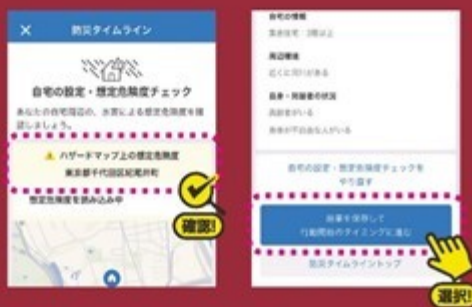 防災タイムライン
自宅の設定・想定危険度チェック
あなたの自宅周辺の、水害による想定危険度を確
認しましょう。
ハザードマップ上の想定危険度
東京都千代田区紀尾井町
想定危険度を読み込み中
確認!
自宅の情報
集合住宅:3階以上
周辺環境
近くに河川がある
自身・同居者の状況
高齢者がいる
身体が不自由な人がいる
自宅の設定・想定危険度チェックを
やり直す
結果を保存して
行動開始のタイミングに進む
防災タイムライントップ
選択!